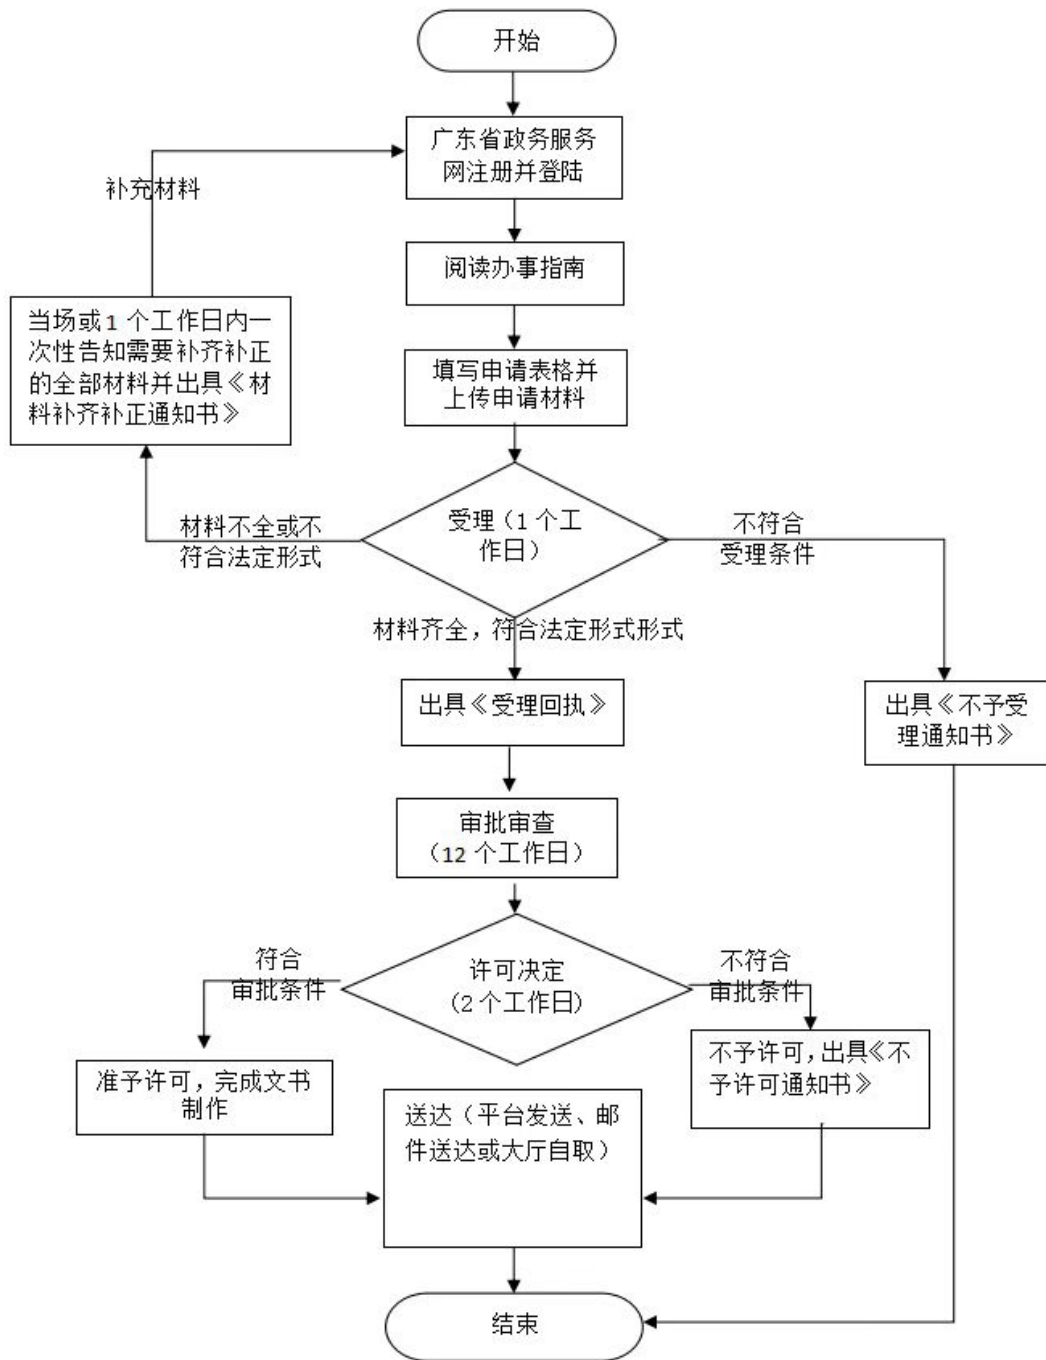 开始
广东省政务服务
网注册并登陆
补充材料
阅读办事指南
当场或1个工作日内一
次性告知需要补齐补正
的全部材料并出具《材
料补齐补正通知书》
填写申请表格并
上传申请材料
材料不全或不
符合法定形式
受理（1个工
作日）
不符合
受理条件
材料齐全，符合法定形式形式
出具《受理回执》
出具《不予受
理通知书》
审批审查
（12个工作日）
符合
审批条件
许可决定
(2个工作日)
不符合
审批条件
准予许可，完成文书
制作
不予许可，出具《不
予许可通知书》
送达（平台发送、邮
件送达或大厅自取）
结束